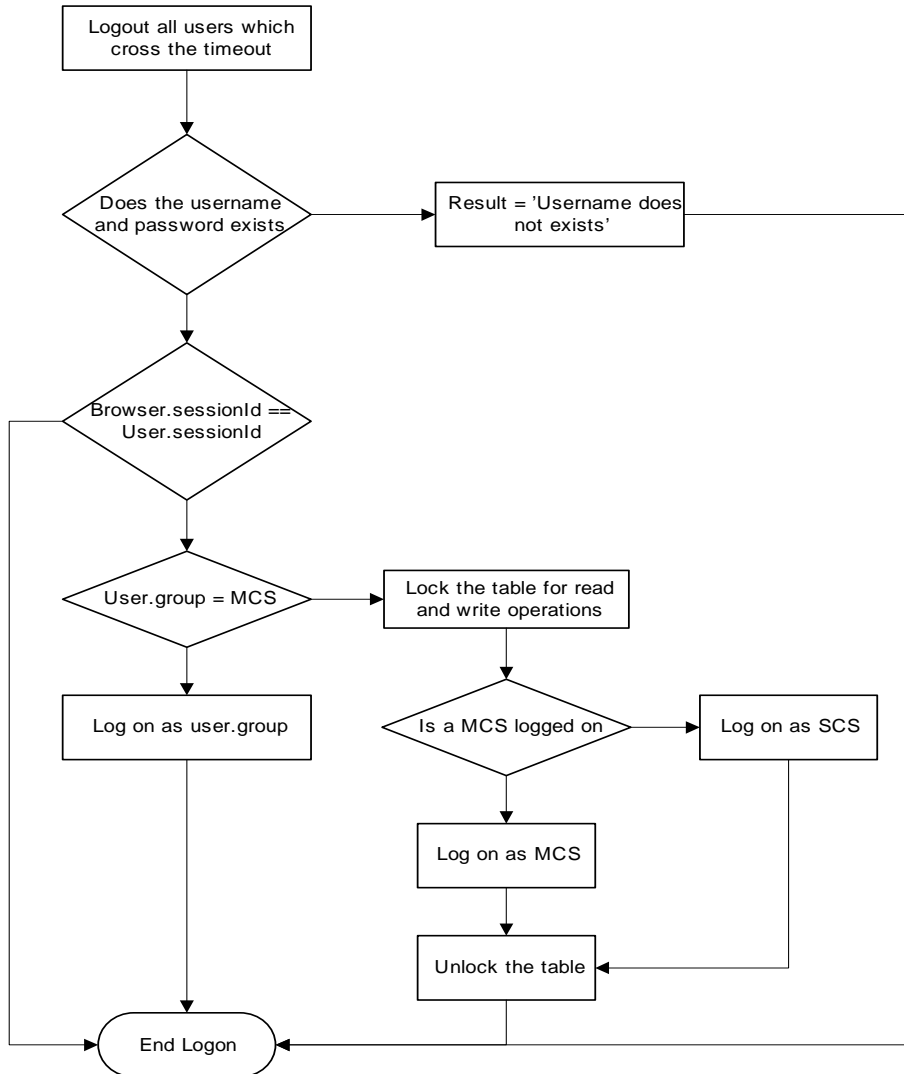 Logout all users which
cross the timeout
Does the username
and password exists
Result = 'Username does
not exists'
Browser.sessionId ==
User.sessionId
User.group = MCS
Lock the table for read
and write operations
Log on as user.group
Is a MCS logged on
Log on as SCS
Log on as MCS
Unlock the table
End Logon